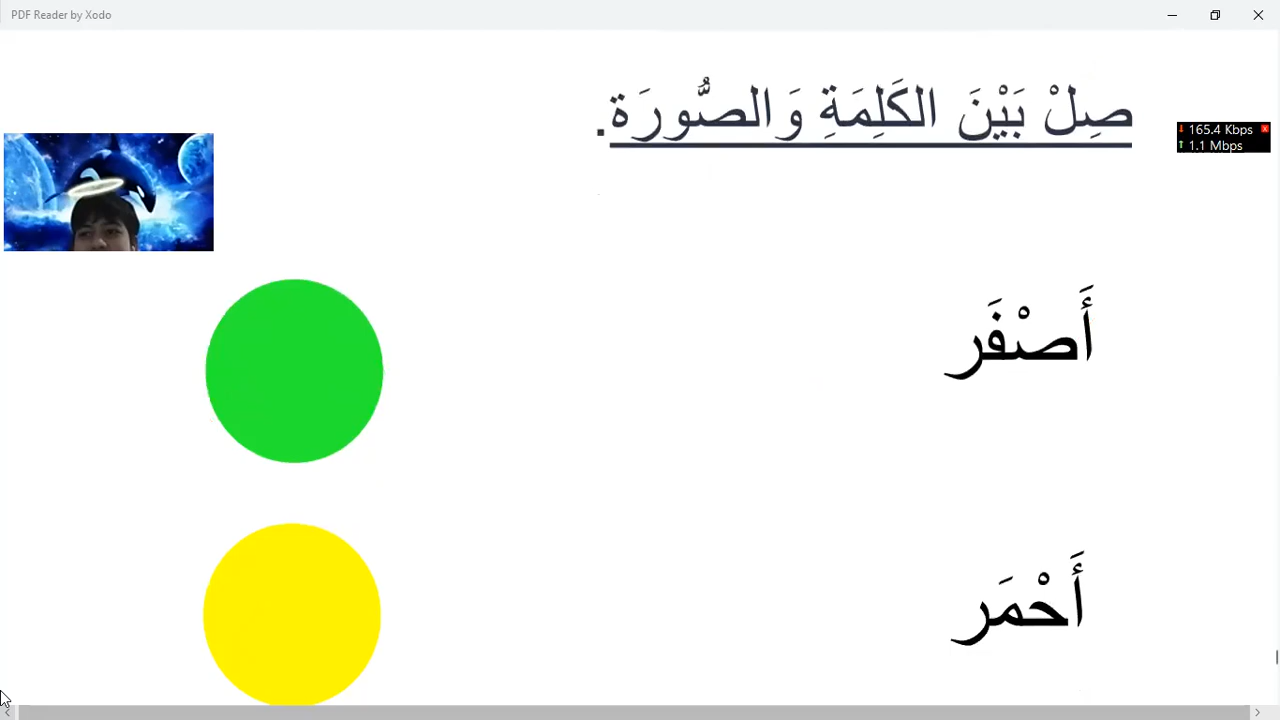 PDF Reader by Xodo
صِلْ بَيْنَ الكَلِمَةِ وَالصُّورَة.
165.4 Kbps
1.1 Mbps
أَصْفَر
أَحْمَر